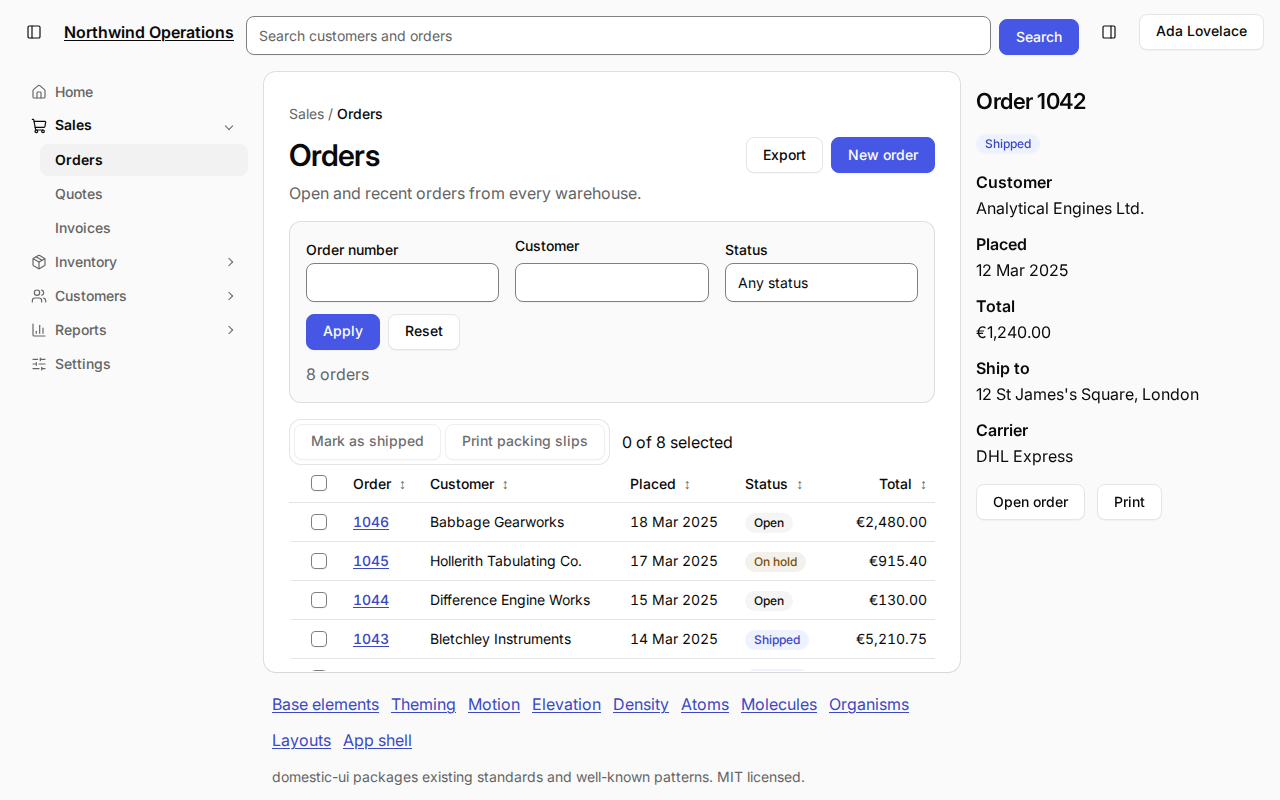 Northwind Operations
Search customers and orders
Search
Ada Lovelace
Home
Sales
Orders
Quotes
Invoices
Inventory
Customers
Reports
Settings
Sales / Orders
Orders
Export
New order
Open and recent orders from every warehouse.
Order number
Customer
Status
Any status
Apply
Reset
8 orders
Mark as shipped
Print packing slips
0 of 8 selected
Order ↕ Customer ↕ Placed ↕ Status ↕ Total ↕
1046 Babbage Gearworks 18 Mar 2025 Open €2,480.00
1045 Hollerith Tabulating Co. 17 Mar 2025 On hold €915.40
1044 Difference Engine Works 15 Mar 2025 Open €130.00
1043 Bletchley Instruments 14 Mar 2025 Shipped €5,210.75
Order 1042
Shipped
Customer
Analytical Engines Ltd.
Placed
12 Mar 2025
Total
€1,240.00
Ship to
12 St James's Square, London
Carrier
DHL Express
Open order
Print
Base elements Theming Motion Elevation Density Atoms Molecules Organisms
Layouts App shell
domestic-ui packages existing standards and well-known patterns. MIT licensed.